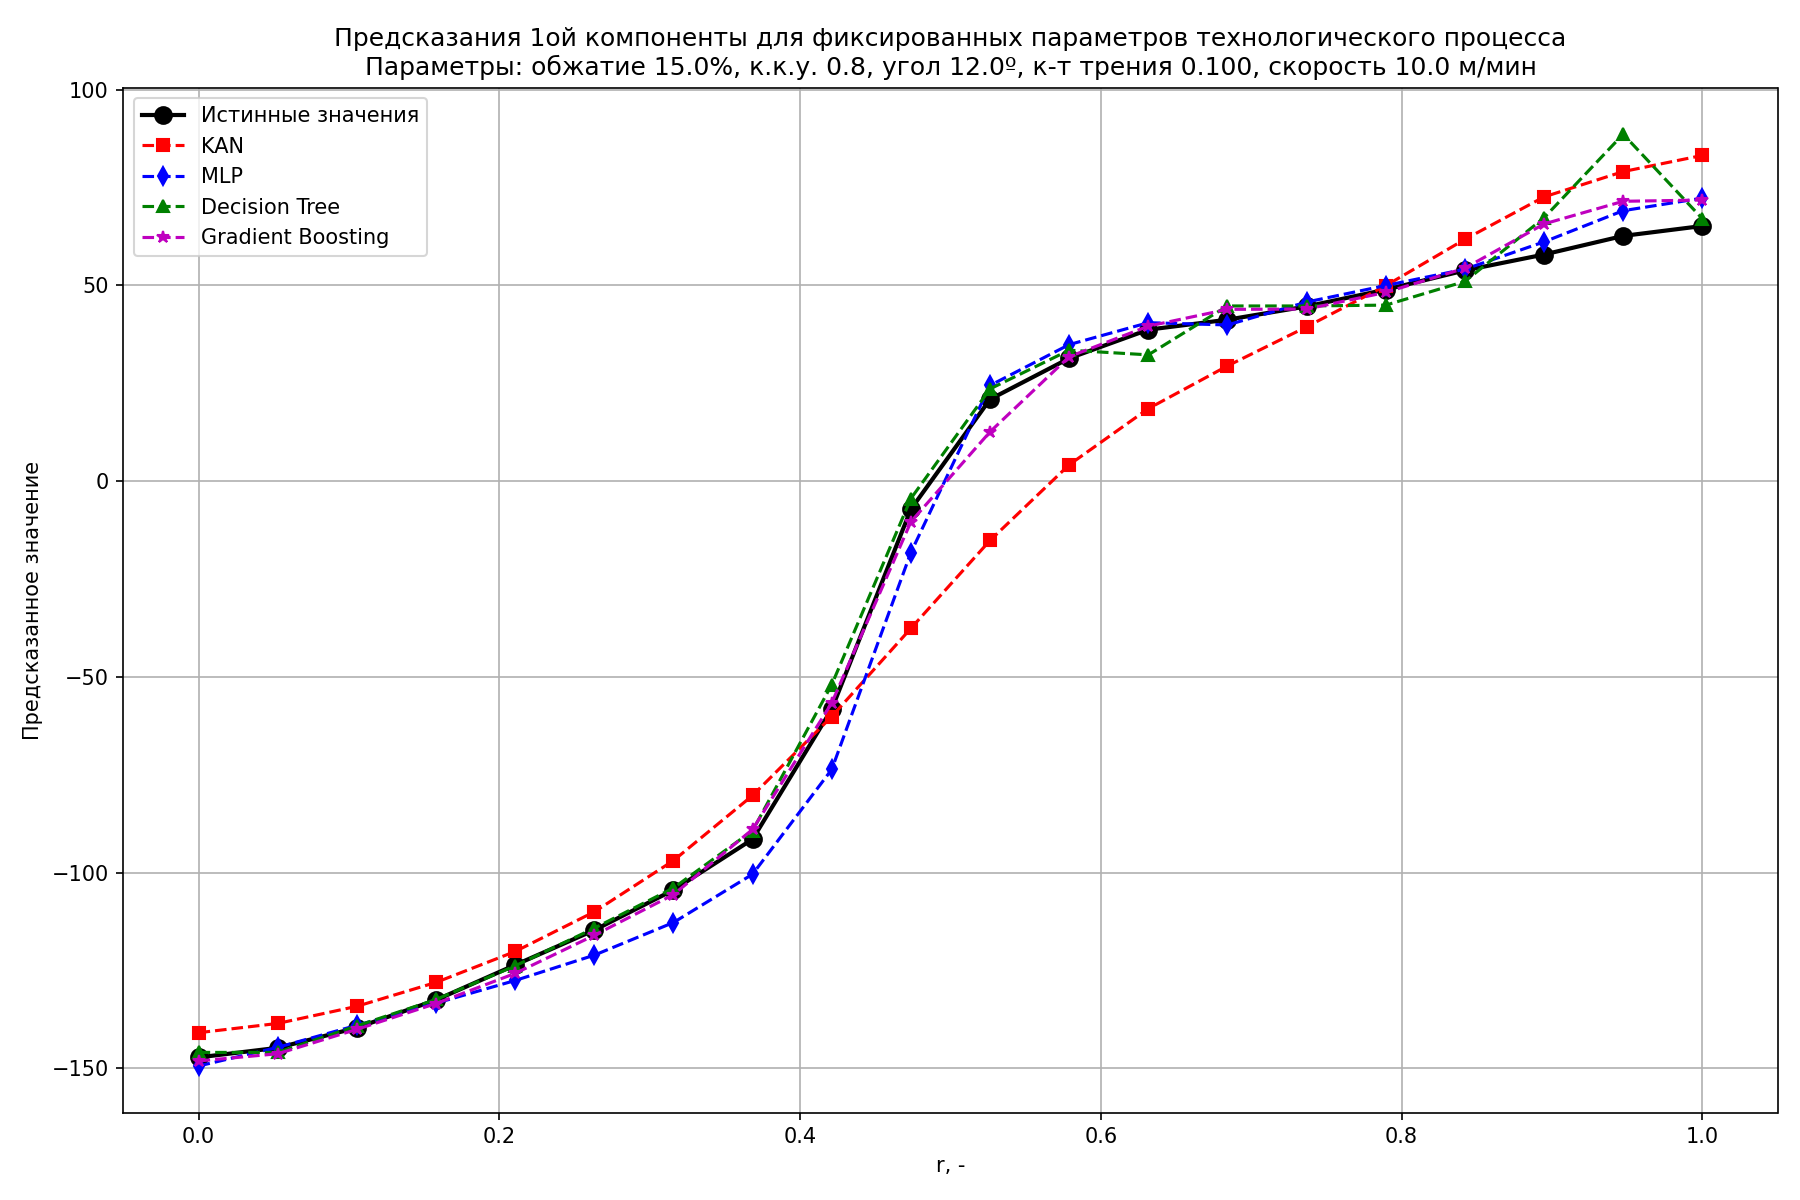 Предсказания 1ой компоненты для фиксированных параметров технологического процесса
Параметры: обжатие 15.0%, к.к.у. 0.8, угол 12.0º, к-т трения 0.100, скорость 10.0 м/мин
Истинные значения
KAN
MLP
Decision Tree
Gradient Boosting
Предсказанное значение
100
50
0
−50
−100
−150
0.0
0.2
0.4
0.6
0.8
1.0
r, -